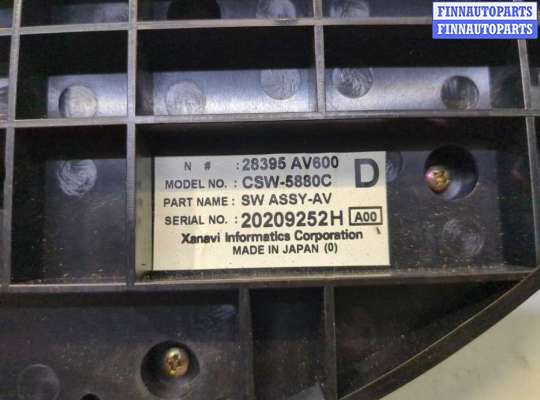 FINNAUTOPARTS
FINNAUTOPARTS
N # : 28395 AV600
MODEL NO. : CSW-5880C D
PART NAME : SW ASSY-AV
SERIAL NO. : 20209252H A00
Xanavi Informatics Corporation
MADE IN JAPAN (0)